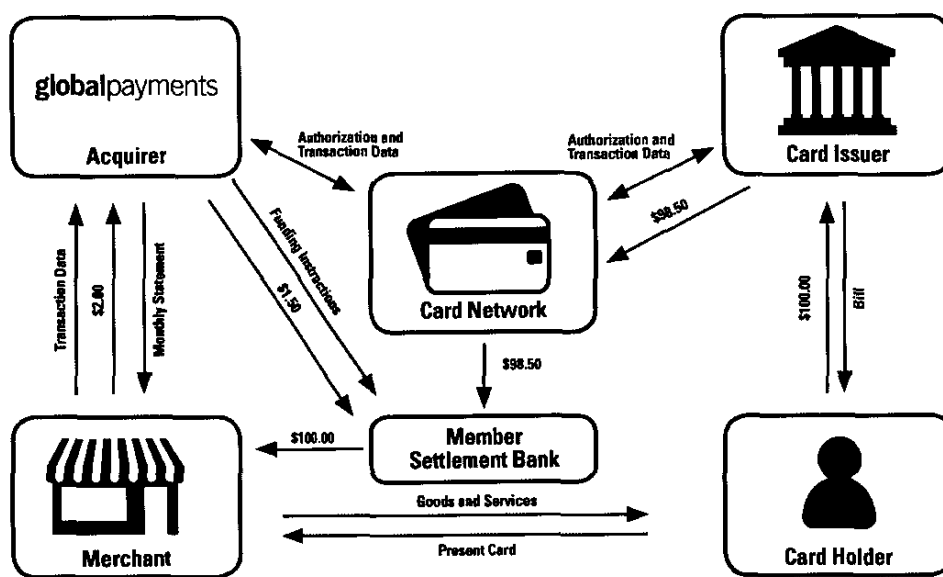 globalpayments
Acquirer
Card Issuer
Authorization and
Transaction Data
Authorization and
Transaction Data
$98.50
Card Network
Funding Instructions
$1.50
Transaction Data
$2.00
Monthly Statement
$100.00
Bill
$98.50
$100.00
Member
Settlement Bank
Goods and Services
Present Card
Merchant
Card Holder